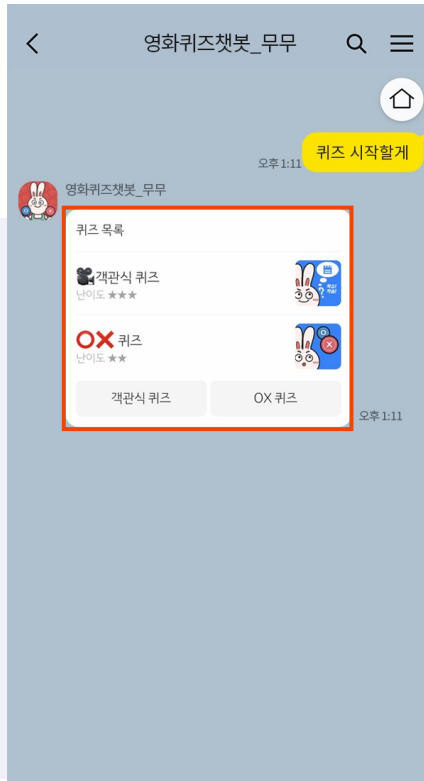 영화퀴즈챗봇_무무
퀴즈 시작할게
오후 1:11
영화퀴즈챗봇_무무
퀴즈 목록
🎥객관식 퀴즈
난이도 ★★★
⭕❌ 퀴즈
난이도 ★★
객관식 퀴즈
OX 퀴즈
오후 1:11